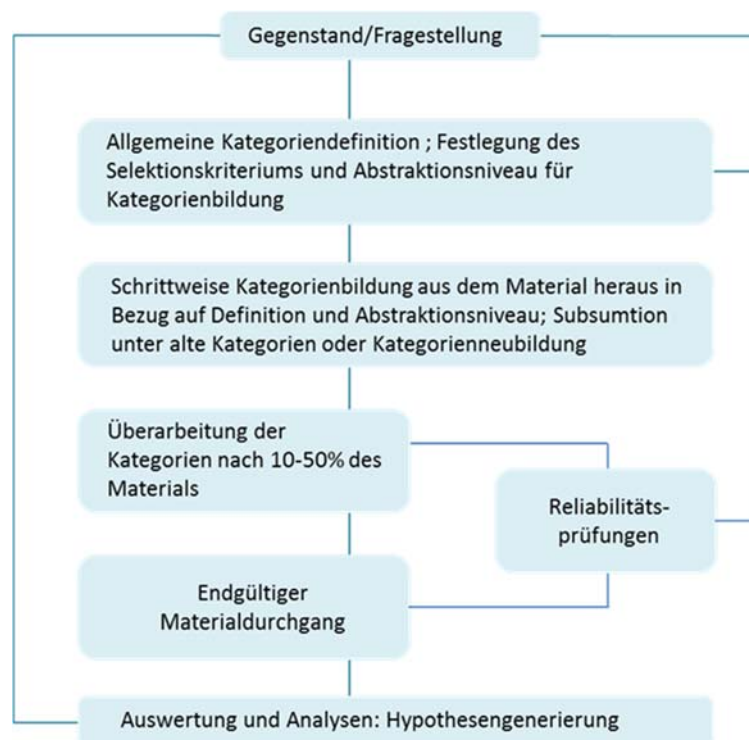 Gegenstand/Fragestellung
Allgemeine Kategoriendefinition ; Festlegung des
Selektionskriteriums und Abstraktionsniveau für
Kategorienbildung
Schrittweise Kategorienbildung aus dem Material heraus in
Bezug auf Definition und Abstraktionsniveau; Subsumtion
unter alte Kategorien oder Kategorienneubildung
Überarbeitung der
Kategorien nach 10-50% des
Materials
Reliabilitäts-
prüfungen
Endgültiger
Materialdurchgang
Auswertung und Analysen: Hypothesengenerierung